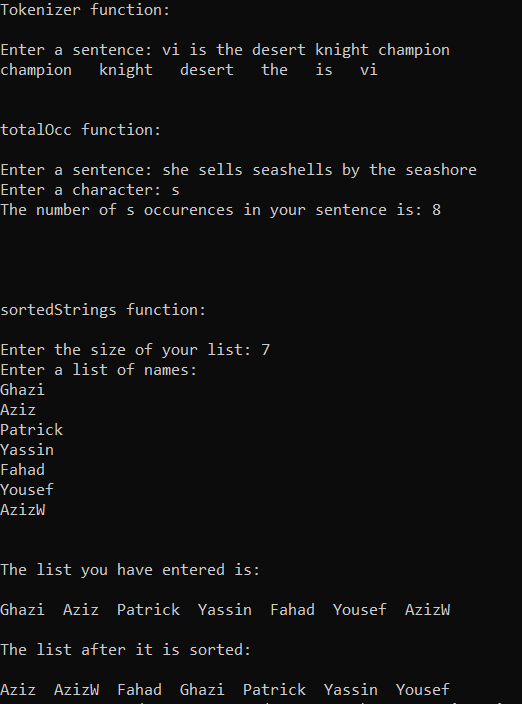 Tokenizer function:
Enter a sentence: vi is the desert knight champion
champion   knight   desert   the   is   vi
totalOcc function:
Enter a sentence: she sells seashells by the seashore
Enter a character: s
The number of s occurences in your sentence is: 8
sortedStrings function:
Enter the size of your list: 7
Enter a list of names:
Ghazi
Aziz
Patrick
Yassin
Fahad
Yousef
AzizW
The list you have entered is:
Ghazi  Aziz  Patrick  Yassin  Fahad  Yousef  AzizW
The list after it is sorted:
Aziz  AzizW  Fahad  Ghazi  Patrick  Yassin  Yousef